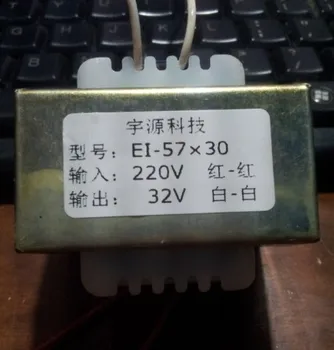 宇源科技
型号: EI-57×30
输入: 220V 红-红
输出: 32V 白-白